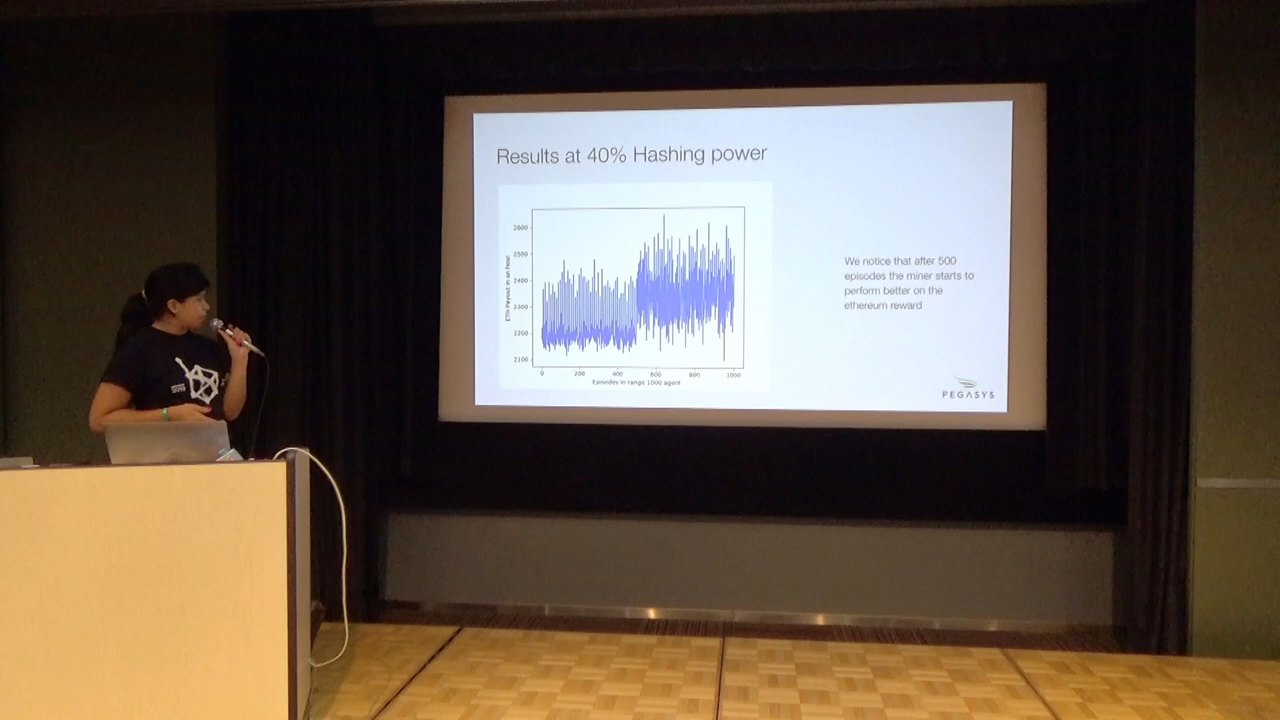 Results at 40% Hashing power
2600
2500
2400
2300
2200
2100
ETH Payout in an hour
0 200 400 600 800 1000
Episodes in range 1000 agent
We notice that after 500
episodes the miner starts to
perform better on the
ethereum reward
PEGASYS